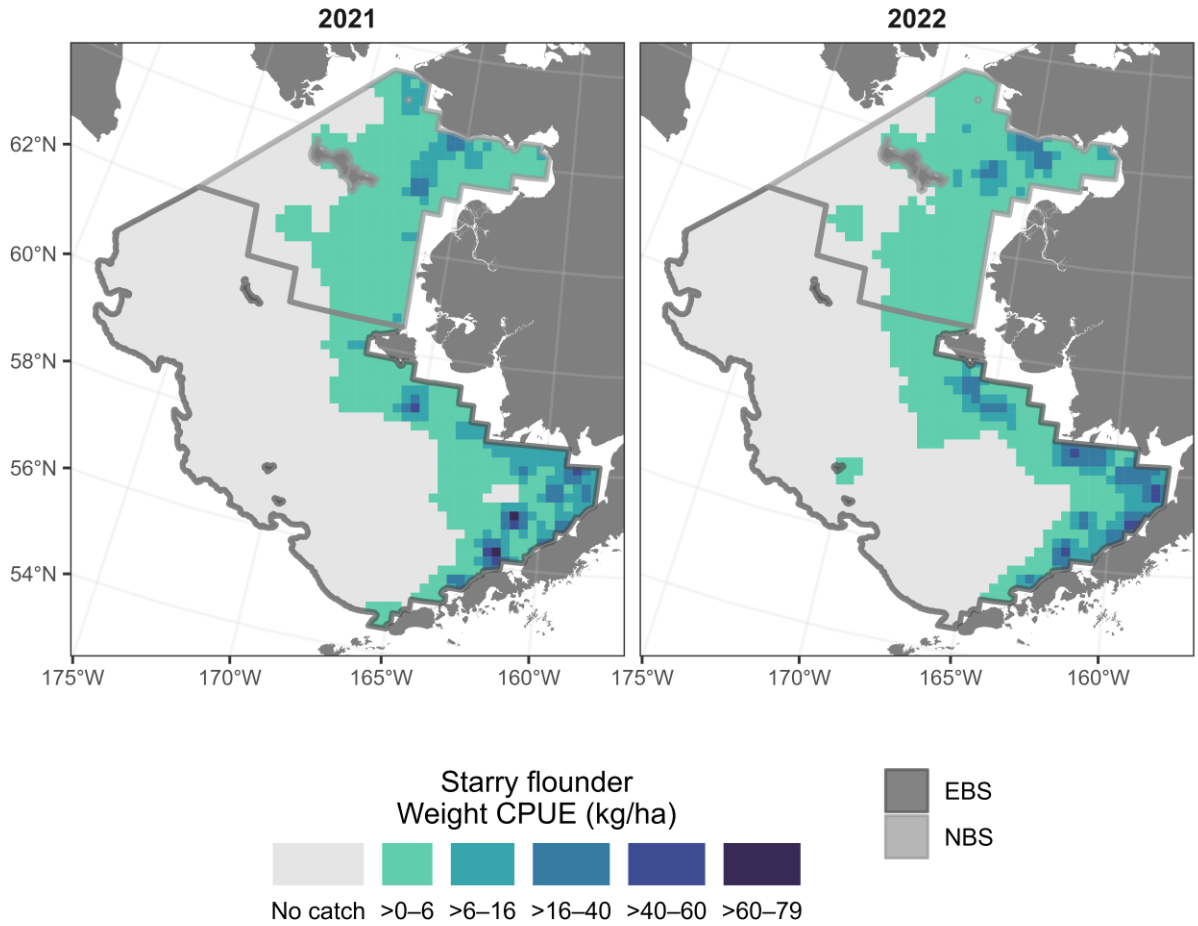 2021
2022
62°N
60°N
58°N
56°N
54°N
175°W
170°W
165°W
160°W
175°W
170°W
165°W
160°W
Starry flounder
Weight CPUE (kg/ha)
No catch
>0–6
>6–16
>16–40
>40–60
>60–79
EBS
NBS